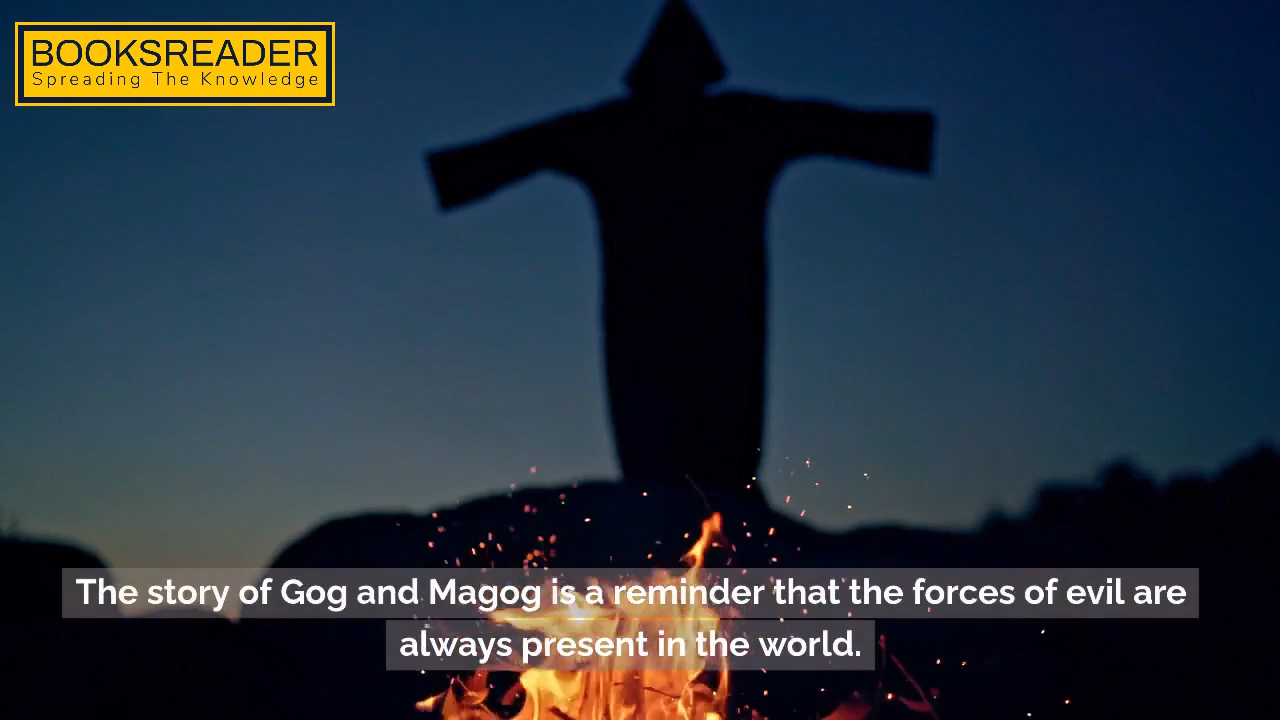 BOOKSREADER
Spreading The Knowledge
The story of Gog and Magog is a reminder that the forces of evil are
always present in the world.